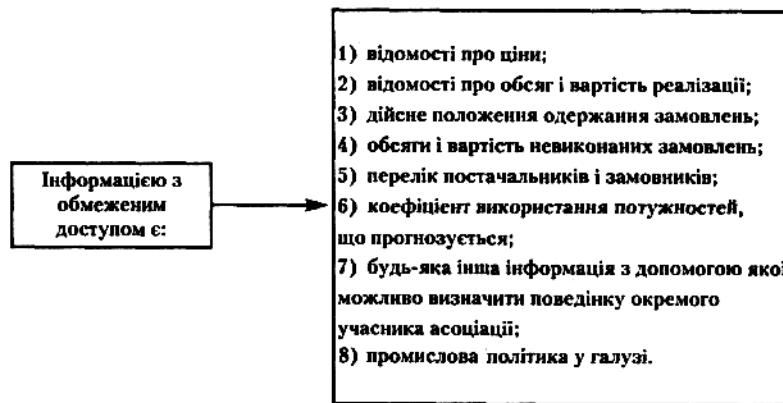 Інформацією з
обмеженим
доступом є:
1) відомості про ціни;
2) відомості про обсяг і вартість реалізації;
3) дійсне положення одержання замовлень;
4) обсяги і вартість невиконаних замовлень;
5) перелік постачальників і замовників;
6) коефіцієнт використання потужностей,
що прогнозується;
7) будь-яка інша інформація з допомогою якої
можливо визначити поведінку окремого
учасника асоціації;
8) промислова політика у галузі.